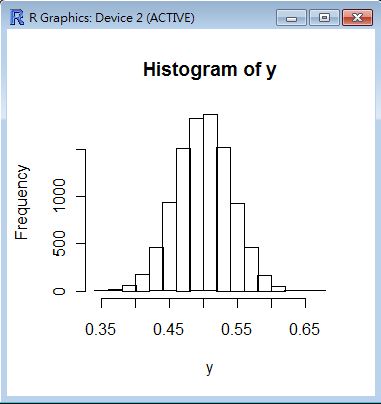 R Graphics: Device 2 (ACTIVE)
Histogram of y
Frequency
1000
500
0
0.35 0.45 0.55 0.65
y